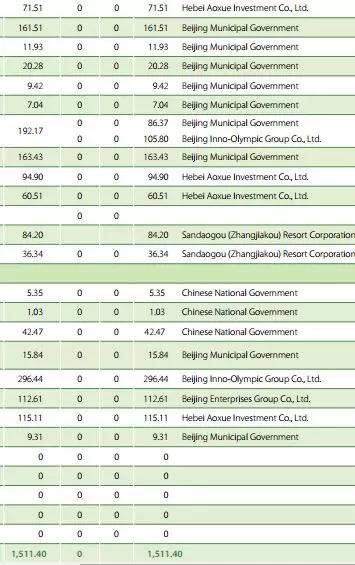 71.51 0 0 71.51 Hebei Aoxue Investment Co., Ltd.
161.51 0 0 161.51 Beijing Municipal Government
11.93 0 0 11.93 Beijing Municipal Government
20.28 0 0 20.28 Beijing Municipal Government
9.42 0 0 9.42 Beijing Municipal Government
7.04 0 0 7.04 Beijing Municipal Government
192.17 0 0 86.37 Beijing Municipal Government
0 0 105.80 Beijing Inno-Olympic Group Co., Ltd.
163.43 0 0 163.43 Beijing Municipal Government
94.90 0 0 94.90 Hebei Aoxue Investment Co., Ltd.
60.51 0 0 60.51 Hebei Aoxue Investment Co., Ltd.
0 0
84.20 84.20 Sandaogou (Zhangjiakou) Resort Corporation
36.34 36.34 Sandaogou (Zhangjiakou) Resort Corporation
5.35 0 0 5.35 Chinese National Government
1.03 0 0 1.03 Chinese National Government
42.47 0 0 42.47 Chinese National Government
15.84 0 0 15.84 Beijing Municipal Government
296.44 0 0 296.44 Beijing Inno-Olympic Group Co., Ltd.
112.61 0 0 112.61 Beijing Enterprises Group Co., Ltd.
115.11 0 0 115.11 Hebei Aoxue Investment Co., Ltd.
9.31 0 0 9.31 Beijing Municipal Government
0 0 0 0
0 0 0 0
0 0 0 0
0 0 0 0
0 0 0 0
1,511.40 0 1,511.40